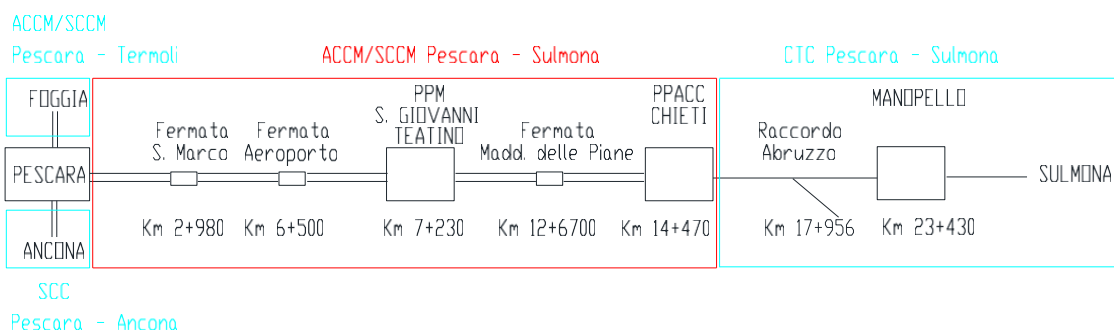 ACCM/SCCM
Pescara - Termoli
ACCM/SCCM Pescara - Sulmona
CTC Pescara - Sulmona
FOGGIA
PESCARA
ANCONA
SCC
Pescara - Ancona
Fermata
S. Marco
Km 2+980
Fermata
Aeroporto
Km 6+500
PPM
S. GIOVANNI
TEATINO
Km 7+230
Fermata
Madd. delle Piane
Km 12+6700
PPACC
CHIETI
Km 14+470
Raccordo
Abruzzo
Km 17+956
MANOPELLO
Km 23+430
SULMONA